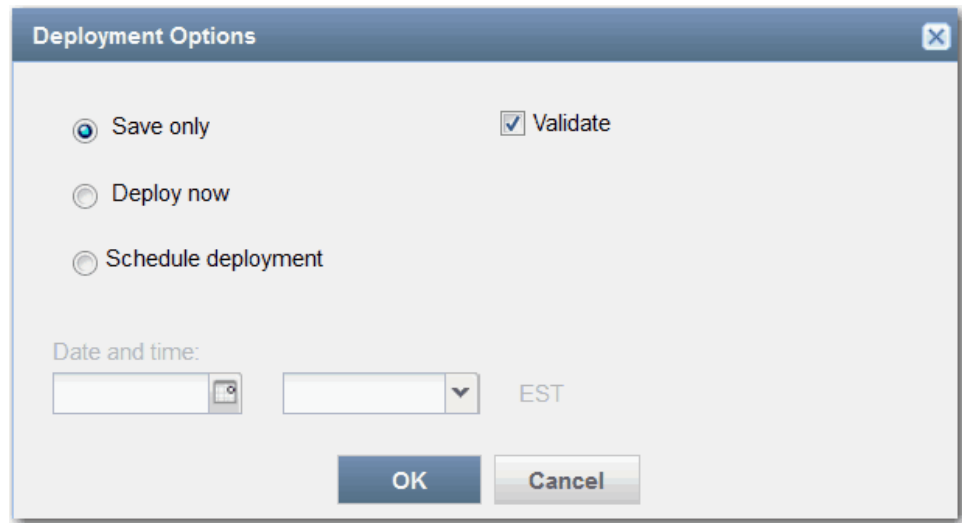 Deployment Options
Save only
Validate
Deploy now
Schedule deployment
Date and time:
EST
OK
Cancel